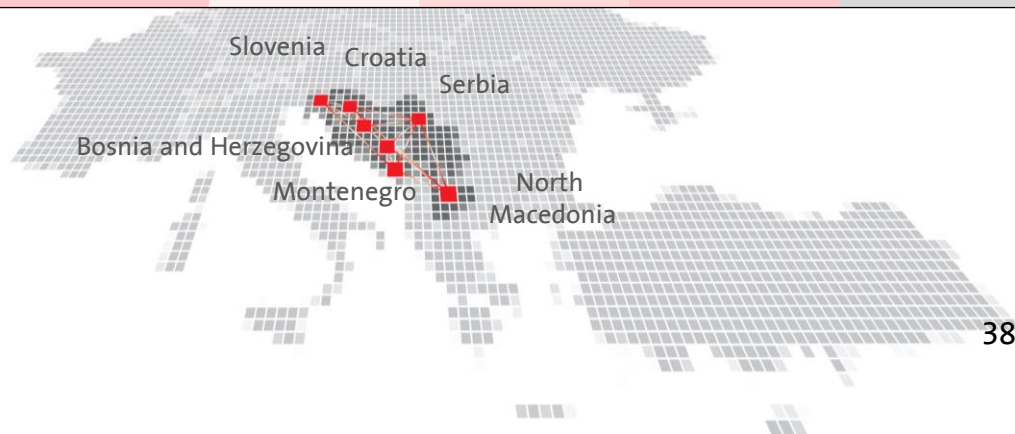 Slovenia
Croatia
Serbia
Bosnia and Herzegovina
Montenegro
North
Macedonia
38